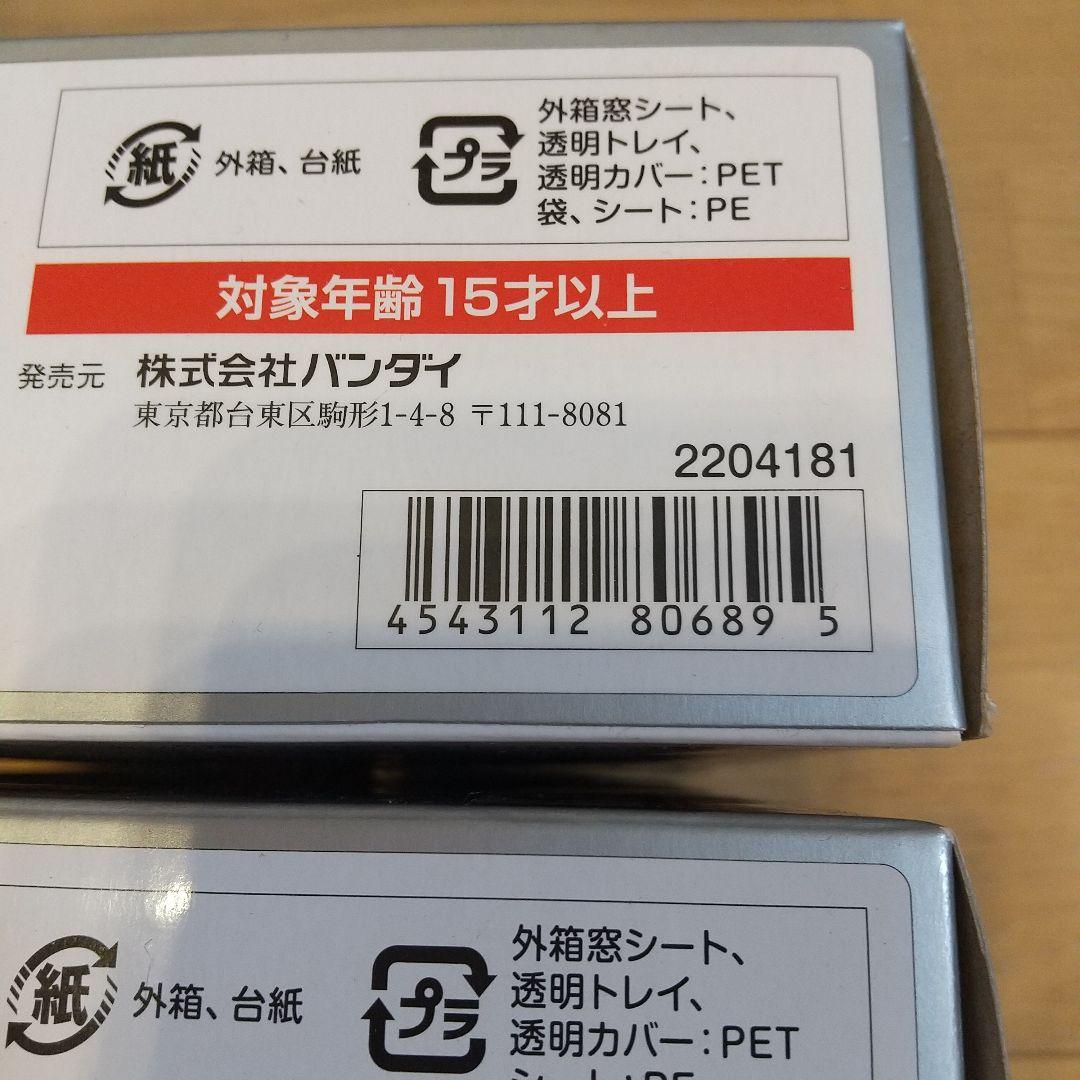 紙 外箱、台紙
プラ
外箱窓シート、
透明トレイ、
透明カバー：PET
袋、シート：PE
対象年齢 15才以上
発売元 株式会社バンダイ
東京都台東区駒形1-4-8 〒111-8081
2204181
4543112 80689 5
紙 外箱、台紙
プラ
外箱窓シート、
透明トレイ、
透明カバー：PET
シート：PE